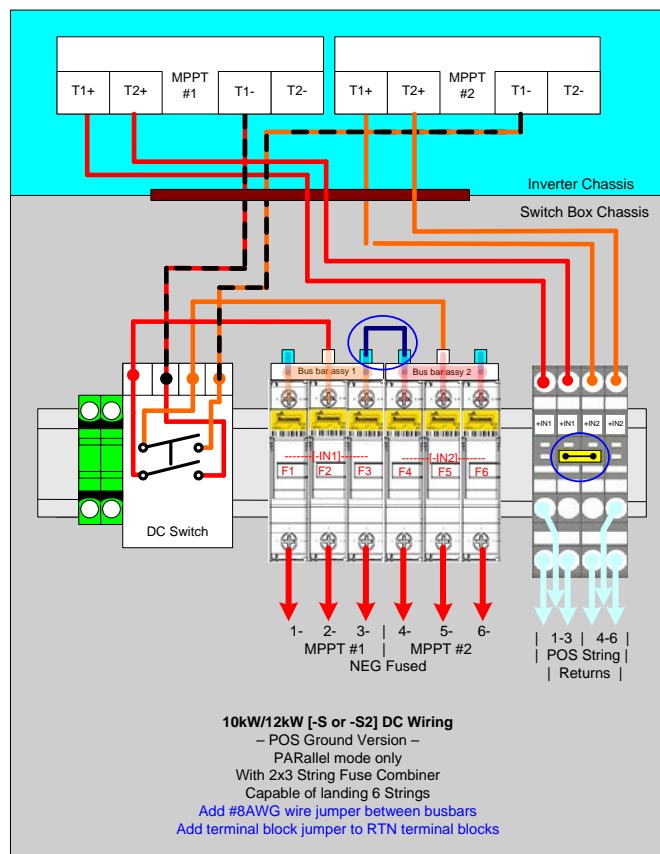 MPPT
#1
T1+
T2+
T1-
T2-
MPPT
#2
T1+
T2+
T1-
T2-
Inverter Chassis
Switch Box Chassis
Bus bar assy 1
Bus bar assy 2
+IN1
+IN1
+IN2
+IN2
-------[-IN1]-------
-------[-IN2]-------
F1
F2
F3
F4
F5
F6
DC Switch
1- 2- 3- | 4- 5- 6-
MPPT #1 | MPPT #2
NEG Fused
| 1-3 | 4-6 |
| POS String |
| Returns |
10kW/12kW [-S or -S2] DC Wiring
– POS Ground Version –
PARallel mode only
With 2x3 String Fuse Combiner
Capable of landing 6 Strings
Add #8AWG wire jumper between busbars
Add terminal block jumper to RTN terminal blocks